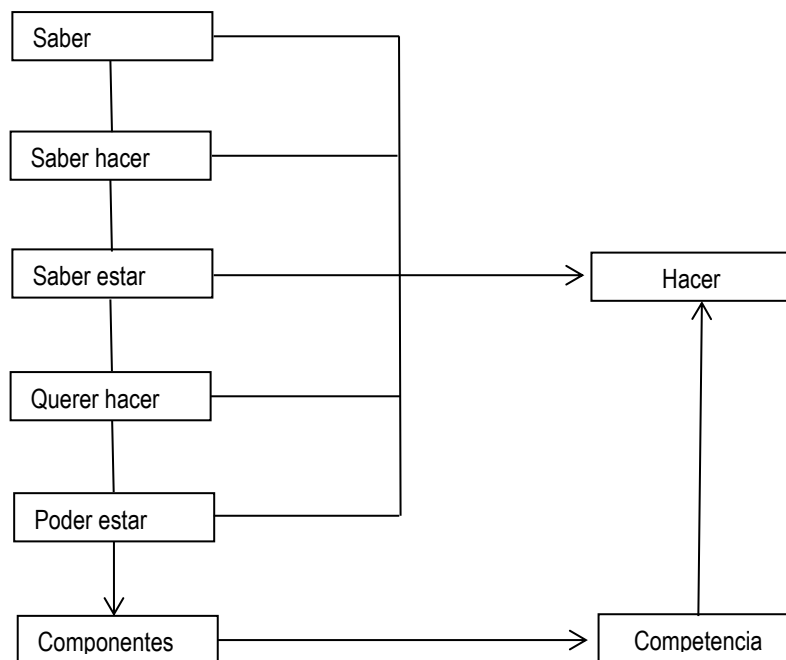 Saber
Saber hacer
Saber estar
Hacer
Querer hacer
Poder estar
Componentes
Competencia